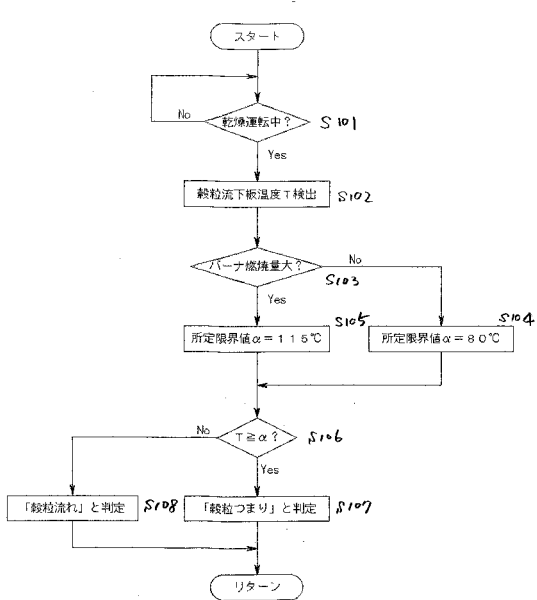 スタート
No
乾燥運転中？
S101
Yes
穀粒流下板温度T検出
S102
バーナ燃焼量大？
No
S103
Yes
所定限界値α＝１１５℃
S105
所定限界値α＝８０℃
S104
No
T≧α？
S106
Yes
「穀粒流れ」と判定
S108
「穀粒つまり」と判定
S107
リターン